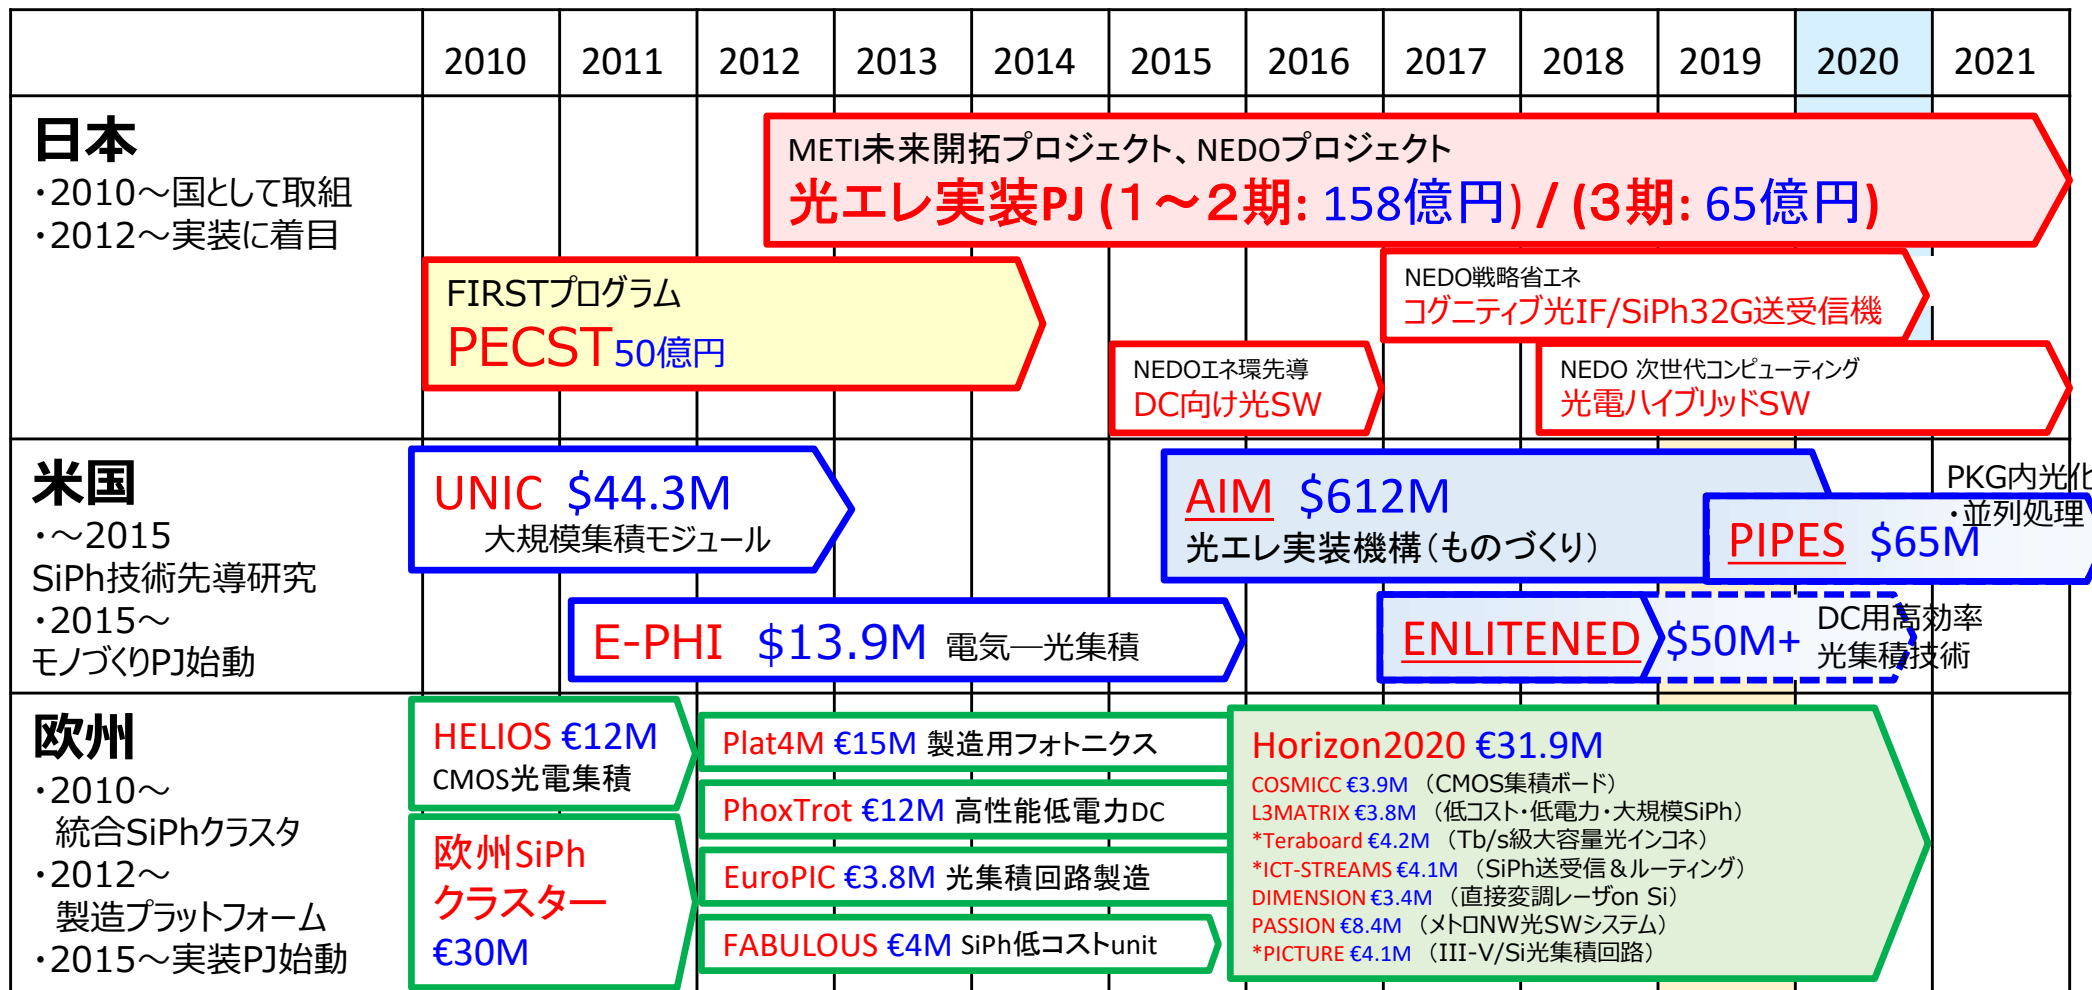 2010 2011 2012 2013 2014 2015 2016 2017 2018 2019 2020 2021
日本
・2010～国として取組
・2012～実装に着目
METI未来開拓プロジェクト、NEDOプロジェクト
光エレ実装PJ (１～２期: 158億円) / (３期: 65億円)
FIRSTプログラム
PECST 50億円
NEDO戦略省エネ
コグニティブ光IF/SiPh32G送受信機
NEDOエネ環先導
DC向け光SW
NEDO 次世代コンピューティング
光電ハイブリッドSW
米国
・～2015
SiPh技術先導研究
・2015～
モノづくりPJ始動
UNIC $44.3M
大規模集積モジュール
AIM $612M
光エレ実装機構（ものづくり）
PKG内光化
・並列処理
PIPES $65M
E-PHI $13.9M 電気―光集積
ENLITENED $50M+
DC用高効率
光集積技術
欧州
・2010～
統合SiPhクラスタ
・2012～
製造プラットフォーム
・2015～実装PJ始動
HELIOS €12M
CMOS光電集積
欧州SiPh
クラスター
€30M
Plat4M €15M 製造用フォトニクス
PhoxTrot €12M 高性能低電力DC
EuroPIC €3.8M 光集積回路製造
FABULOUS €4M SiPh低コストunit
Horizon2020 €31.9M
COSMICC €3.9M （CMOS集積ボード）
L3MATRIX €3.8M （低コスト・低電力・大規模SiPh）
*Teraboard €4.2M （Tb/s級大容量光インコネ）
*ICT-STREAMS €4.1M （SiPh送受信＆ルーティング）
DIMENSION €3.4M （直接変調レーザon Si）
PASSION €8.4M （メトロNW光SWシステム）
*PICTURE €4.1M （III-V/Si光集積回路）